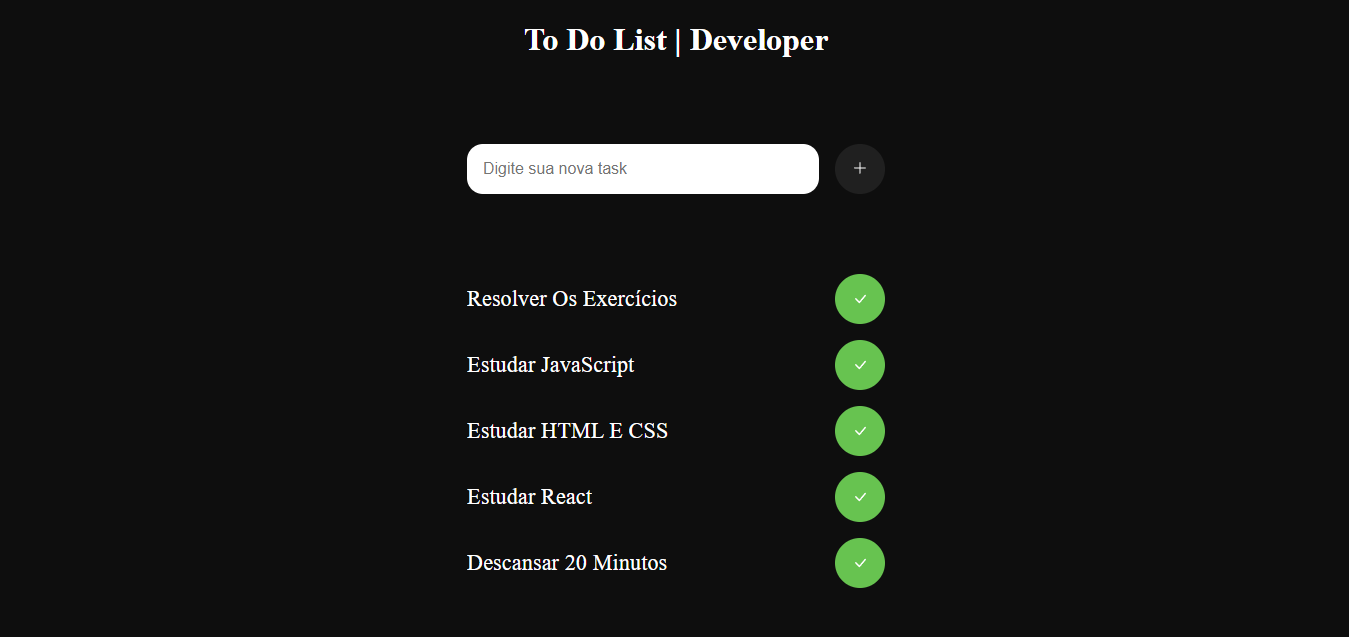 To Do List | Developer
Digite sua nova task
Resolver Os Exercícios
Estudar JavaScript
Estudar HTML E CSS
Estudar React
Descansar 20 Minutos